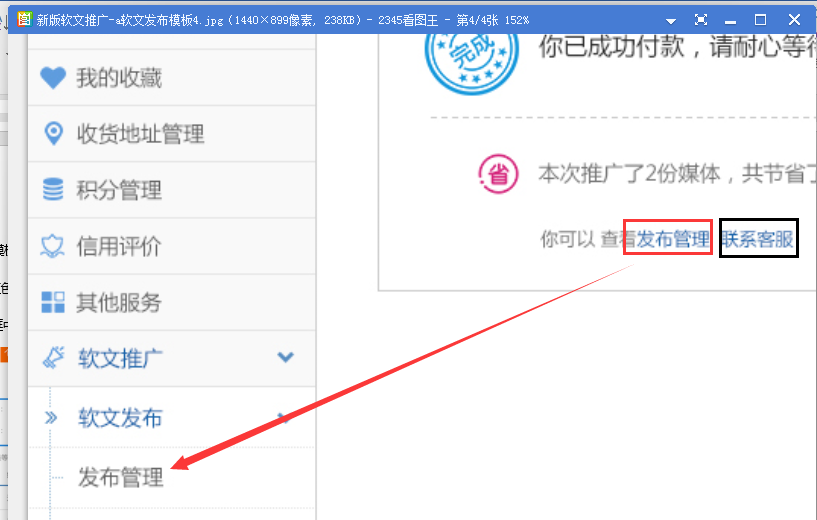 新版软文推广-a软文发布模板4.jpg (1440×899像素, 238KB) - 2345看图王 - 第4/4张 152%
我的收藏
收货地址管理
积分管理
信用评价
其他服务
软文推广
软文发布
发布管理
完成
你已成功付款，请耐心等待
省
本次推广了2份媒体，共节省了
你可以 查看发布管理 联系客服